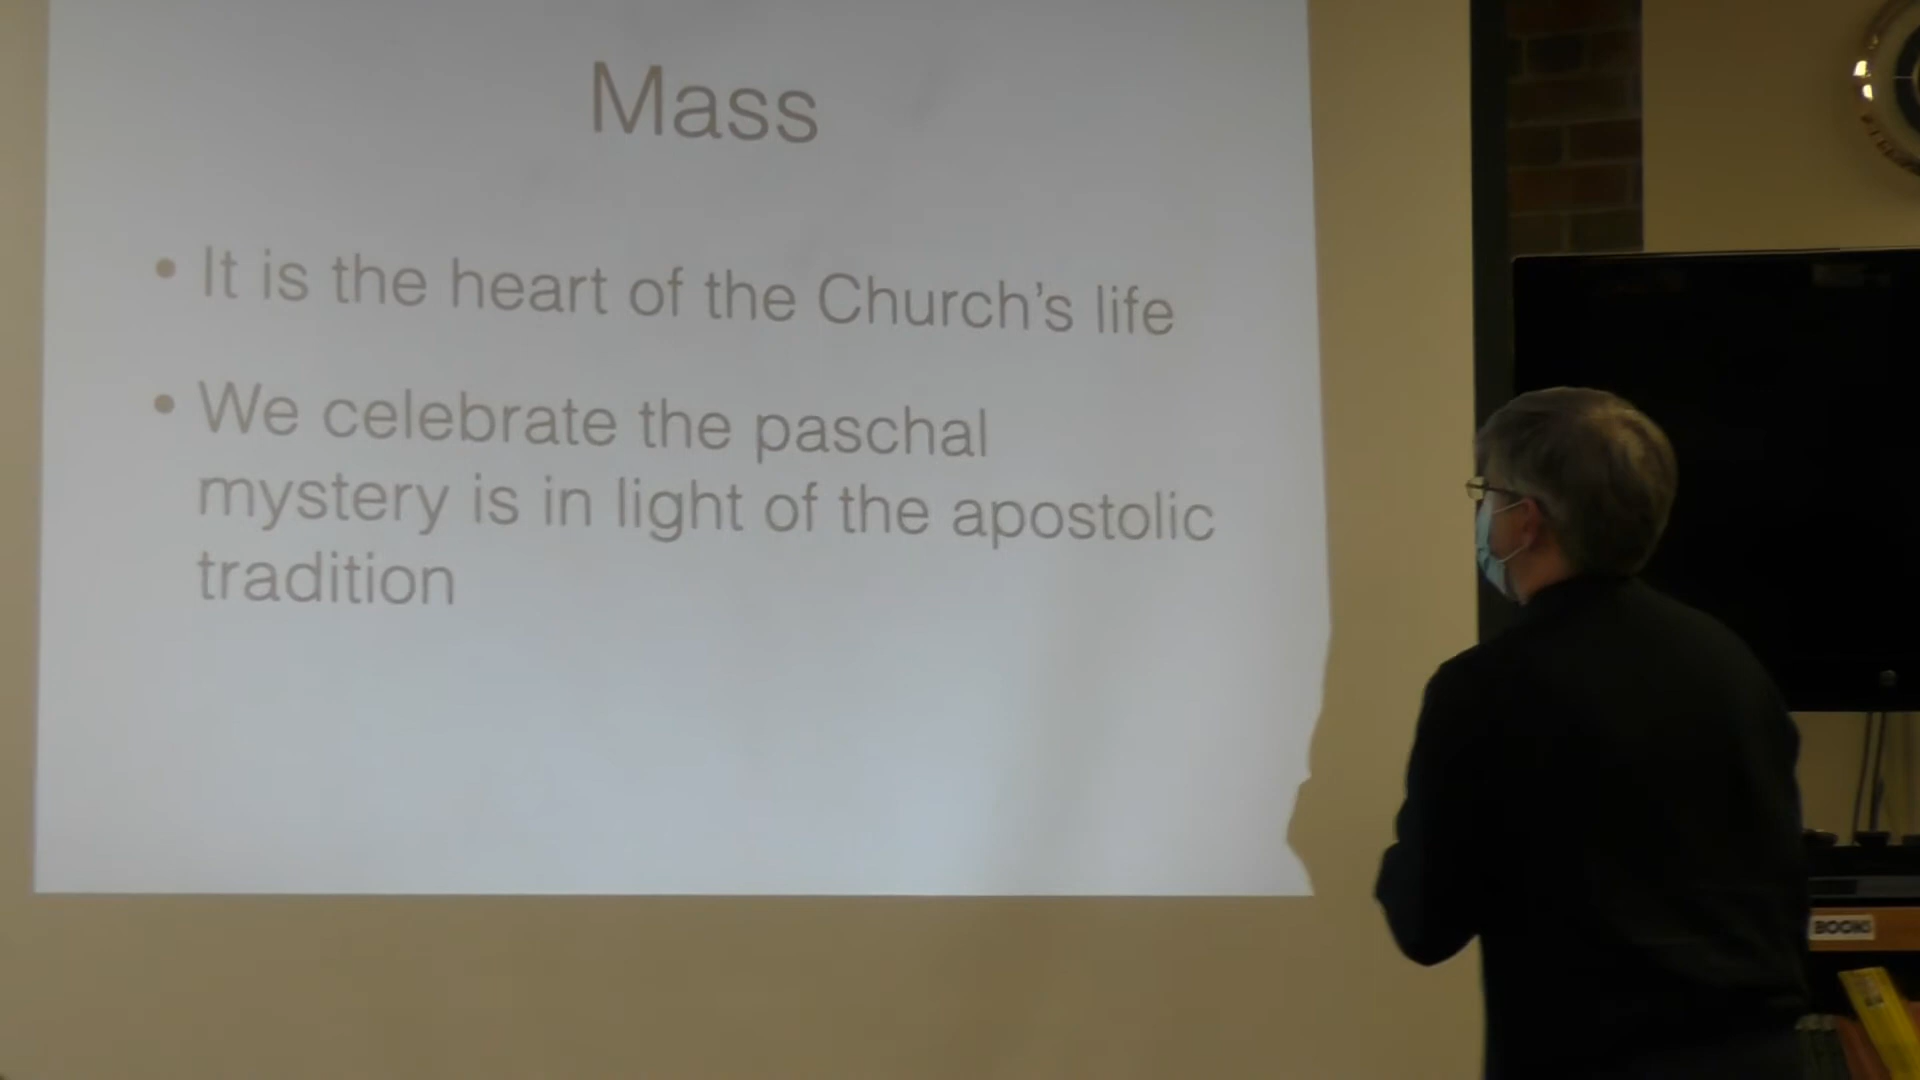 Mass
• It is the heart of the Church's life
• We celebrate the paschal
mystery is in light of the apostolic
tradition
BOOKS